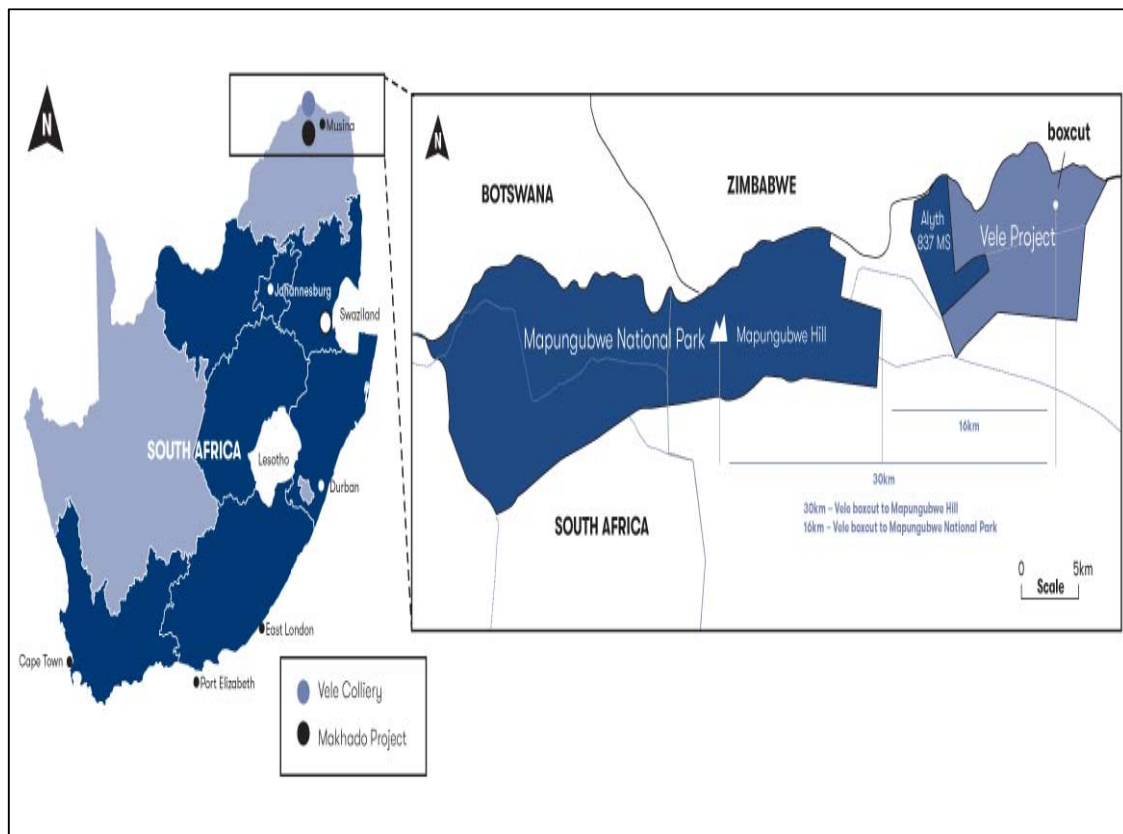 N
Musina
Johannesburg
Swaziland
SOUTH AFRICA
Lesotho
Durban
East London
Cape Town
Port Elizabeth
Vele Colliery
Makhado Project
N
boxcut
BOTSWANA
ZIMBABWE
Alyth
837 MS
Vele Project
Mapungubwe National Park
Mapungubwe Hill
16km
30km
30km – Vele boxcut to Mapungubwe Hill
16km – Vele boxcut to Mapungubwe National Park
SOUTH AFRICA
0 5km
Scale